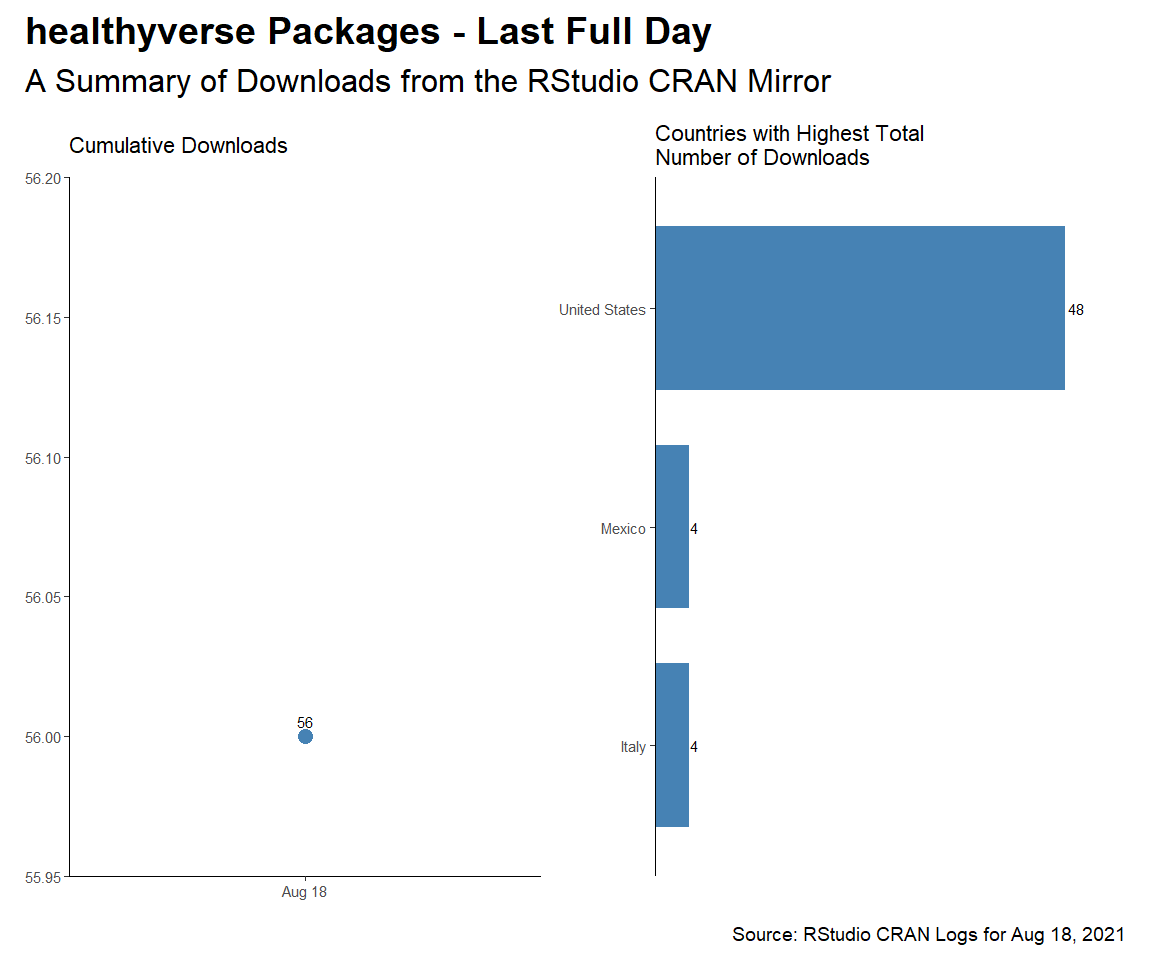 healthyverse Packages - Last Full Day
A Summary of Downloads from the RStudio CRAN Mirror
Cumulative Downloads
56.20
56.15
56.10
56.05
56.00
55.95
56
Aug 18
Countries with Highest Total
Number of Downloads
United States
48
Mexico
4
Italy
4
Source: RStudio CRAN Logs for Aug 18, 2021